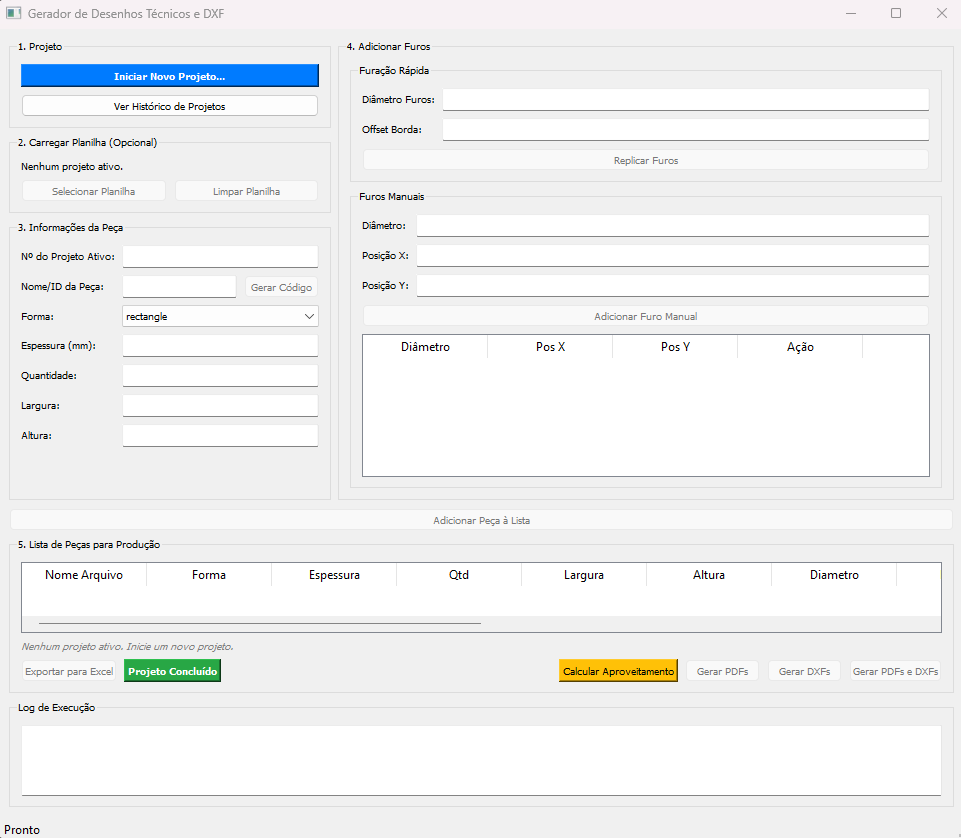 Gerador de Desenhos Técnicos e DXF
1. Projeto
Iniciar Novo Projeto...
Ver Histórico de Projetos
2. Carregar Planilha (Opcional)
Nenhum projeto ativo.
Selecionar Planilha
Limpar Planilha
3. Informações da Peça
Nº do Projeto Ativo:
Nome/ID da Peça:
Gerar Código
Forma:
rectangle
Espessura (mm):
Quantidade:
Largura:
Altura:
4. Adicionar Furos
Furação Rápida
Diâmetro Furos:
Offset Borda:
Replicar Furos
Furos Manuais
Diâmetro:
Posição X:
Posição Y:
Adicionar Furo Manual
Diâmetro Pos X Pos Y Ação
Adicionar Peça à Lista
5. Lista de Peças para Produção
Nome Arquivo Forma Espessura Qtd Largura Altura Diametro
Nenhum projeto ativo. Inicie um novo projeto.
Exportar para Excel
Projeto Concluído
Calcular Aproveitamento
Gerar PDFs
Gerar DXFs
Gerar PDFs e DXFs
Log de Execução
Pronto